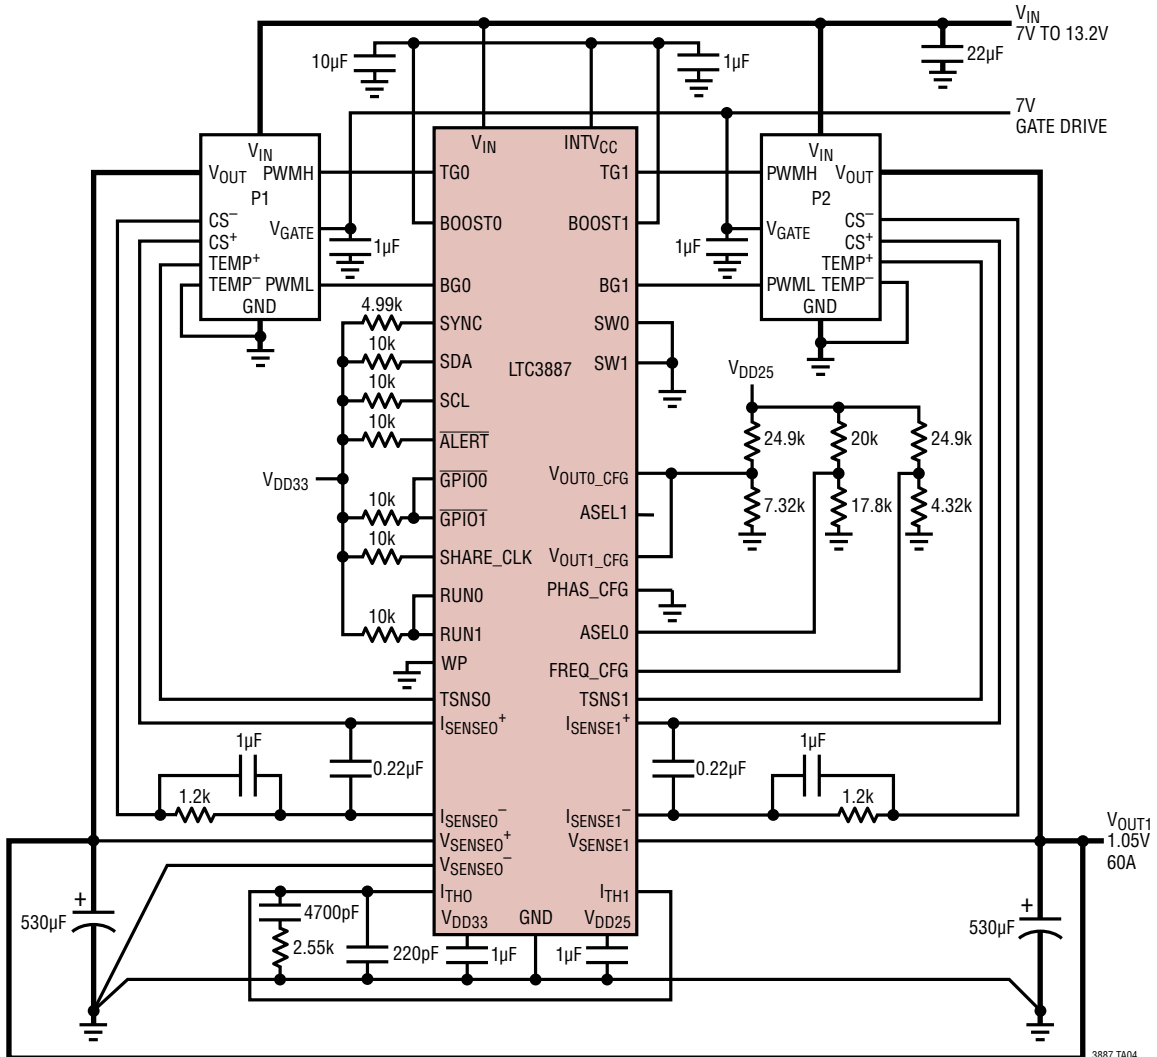 VIN
7V TO 13.2V
10µF
1µF
22µF
7V
GATE DRIVE
VIN
VOUT PWMH
P1
CS−
CS+
VGATE
TEMP+
TEMP− PWML
GND
1µF
VIN INTVCC
TG0 TG1
BOOST0 BOOST1
BG0 BG1
SYNC SW0
SDA SW1
LTC3887
SCL
ALERT
GPIO0 VOUT0_CFG
GPIO1 ASEL1
SHARE_CLK VOUT1_CFG
RUN0 PHAS_CFG
RUN1 ASEL0
WP FREQ_CFG
TSNS0 TSNS1
ISENSE0+ ISENSE1+
ISENSE0− ISENSE1−
VSENSE0+ VSENSE1
VSENSE0−
ITH0 ITH1
VDD33 GND VDD25
1µF
VIN
PWMH VOUT
P2
CS−
VGATE
CS+
TEMP+
PWML TEMP−
GND
4.99k
10k
10k
10k
VDD33
10k
10k
10k
VDD25
24.9k 20k 24.9k
7.32k 17.8k 4.32k
1µF
1.2k
0.22µF
0.22µF
1µF
1.2k
VOUT1
1.05V
60A
+
530µF
4700pF
2.55k
220pF
1µF
1µF
+
530µF
3887 TA04